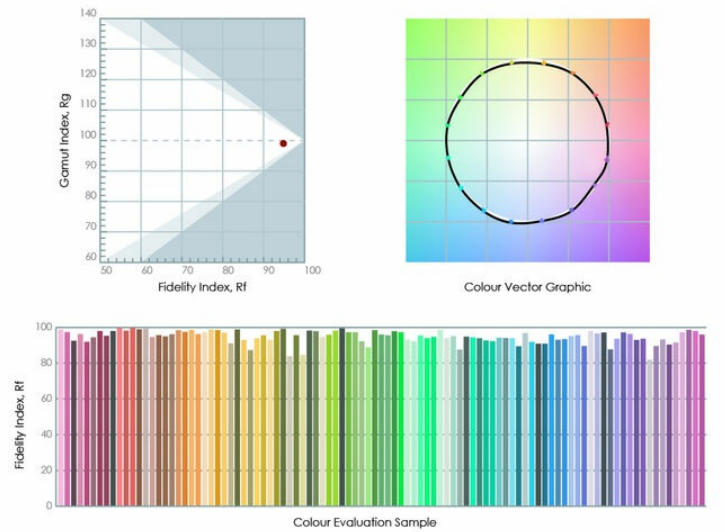 140
130
120
110
100
90
80
70
60
Gamut Index, Rg
50 60 70 80 90 100
Fidelity Index, Rf
Colour Vector Graphic
100
80
60
40
20
0
Fidelity Index, Rf
Colour Evaluation Sample